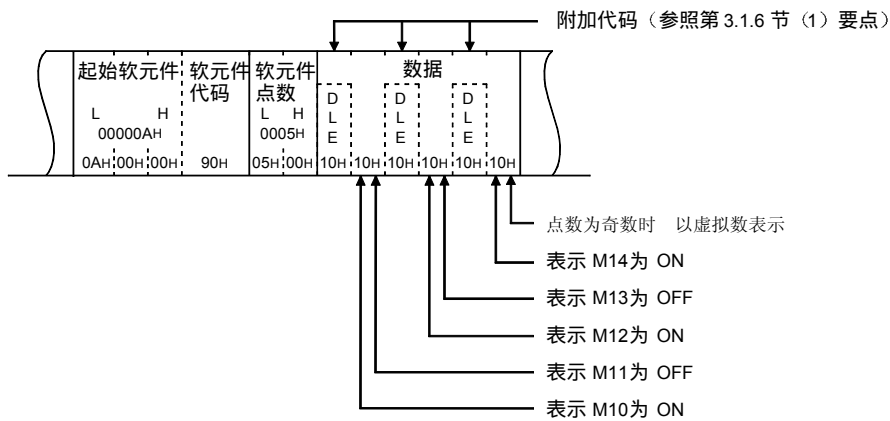 附加代码（参照第 3.1.6 节（1）要点）
起始软元件 软元件代码 软元件点数 数据
L H
00000AH
L H
0005H
DLE DLE DLE
0AH 00H 00H 90H 05H 00H 10H 10H 10H 10H 10H 10H
点数为奇数时 以虚拟数表示
表示 M14为 ON
表示 M13为 OFF
表示 M12为 ON
表示 M11为 OFF
表示 M10为 ON